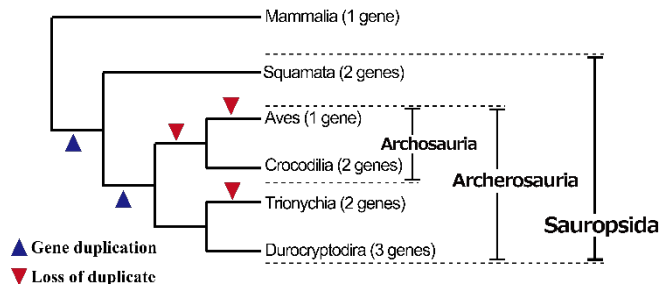 Mammalia (1 gene)
Squamata (2 genes)
Aves (1 gene)
Archosauria
Crocodilia (2 genes)
Archerosauria
Trionychia (2 genes)
Sauropsida
Gene duplication
Durocryptodira (3 genes)
Loss of duplicate